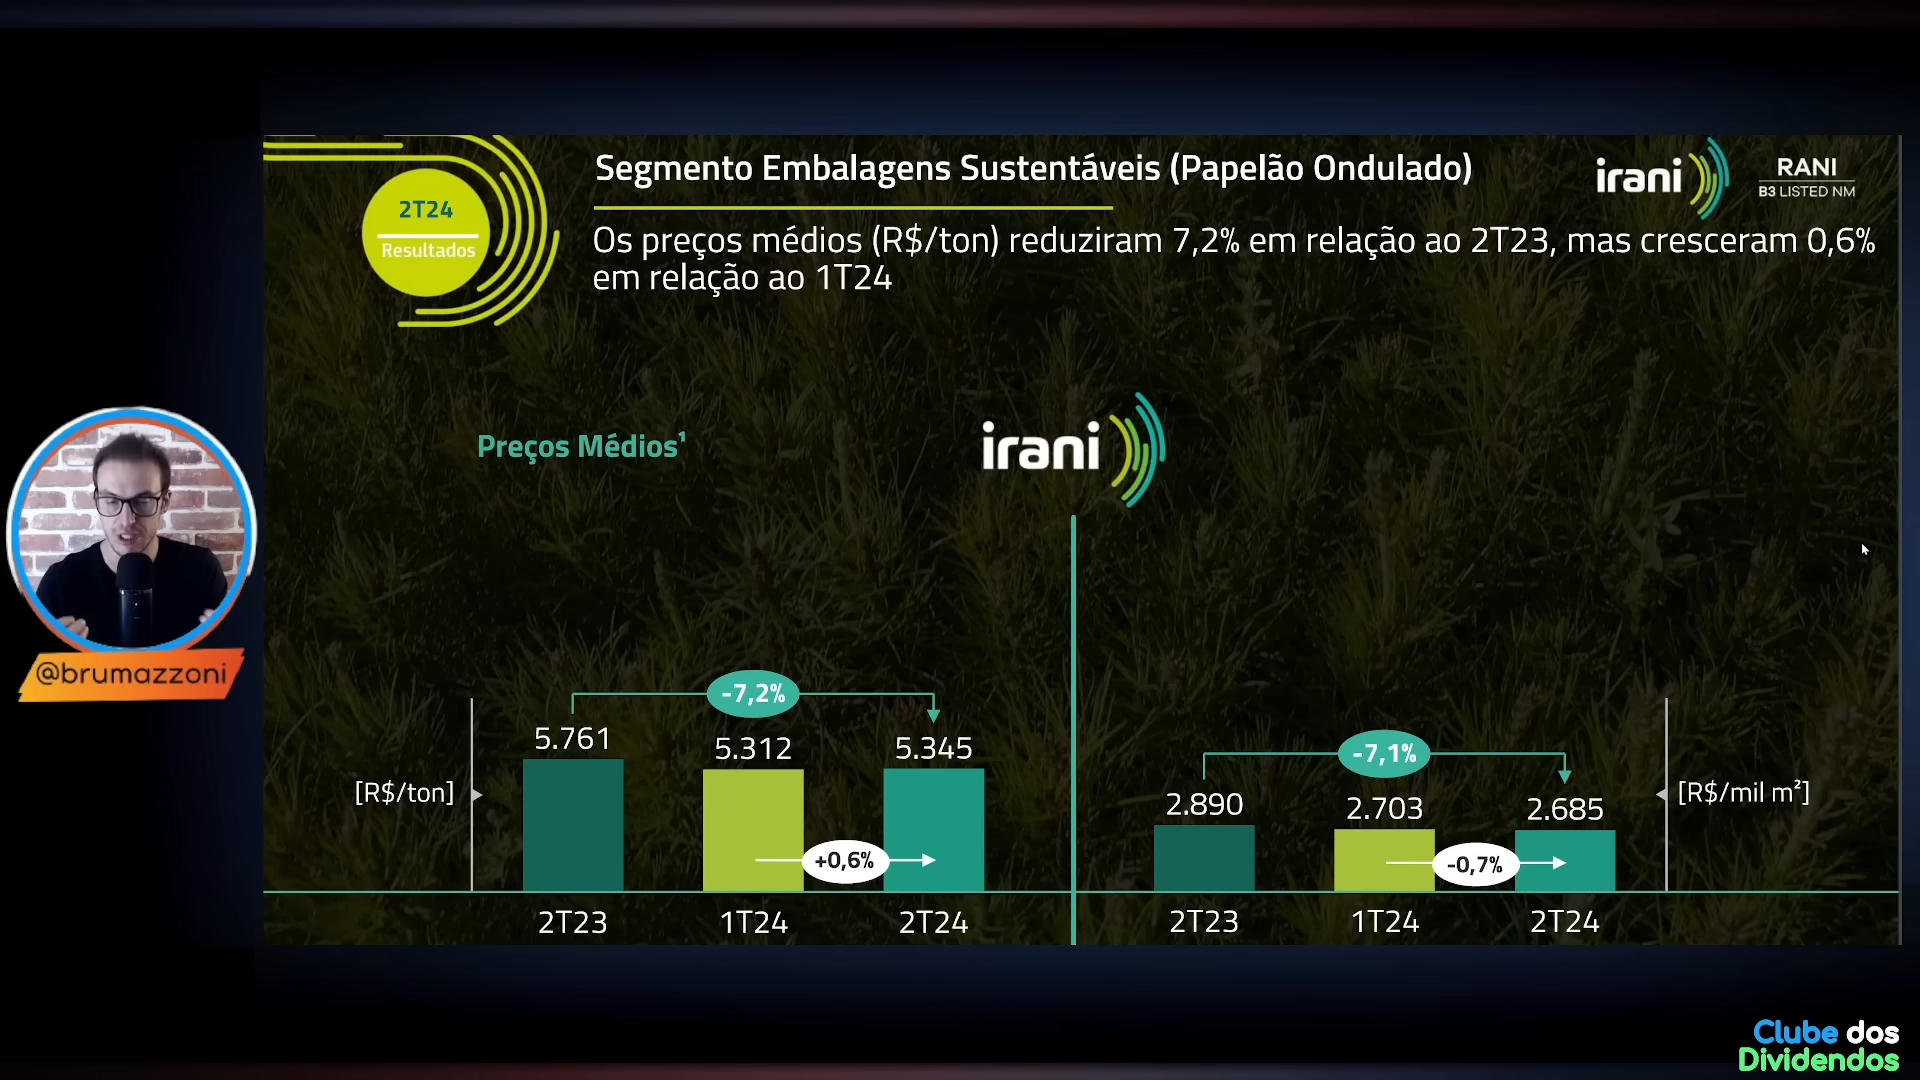 2T24
Resultados
Segmento Embalagens Sustentáveis (Papelão Ondulado)
irani
RANI
B3 LISTED NM
Os preços médios (R$/ton) reduziram 7,2% em relação ao 2T23, mas cresceram 0,6%
em relação ao 1T24
Preços Médios¹
irani
@brumazzoni
[R$/ton]
-7,2%
5.761
5.312
5.345
+0,6%
2T23
1T24
2T24
-7,1%
2.890
2.703
2.685
-0,7%
[R$/mil m²]
2T23
1T24
2T24
Clube dos
Dividendos